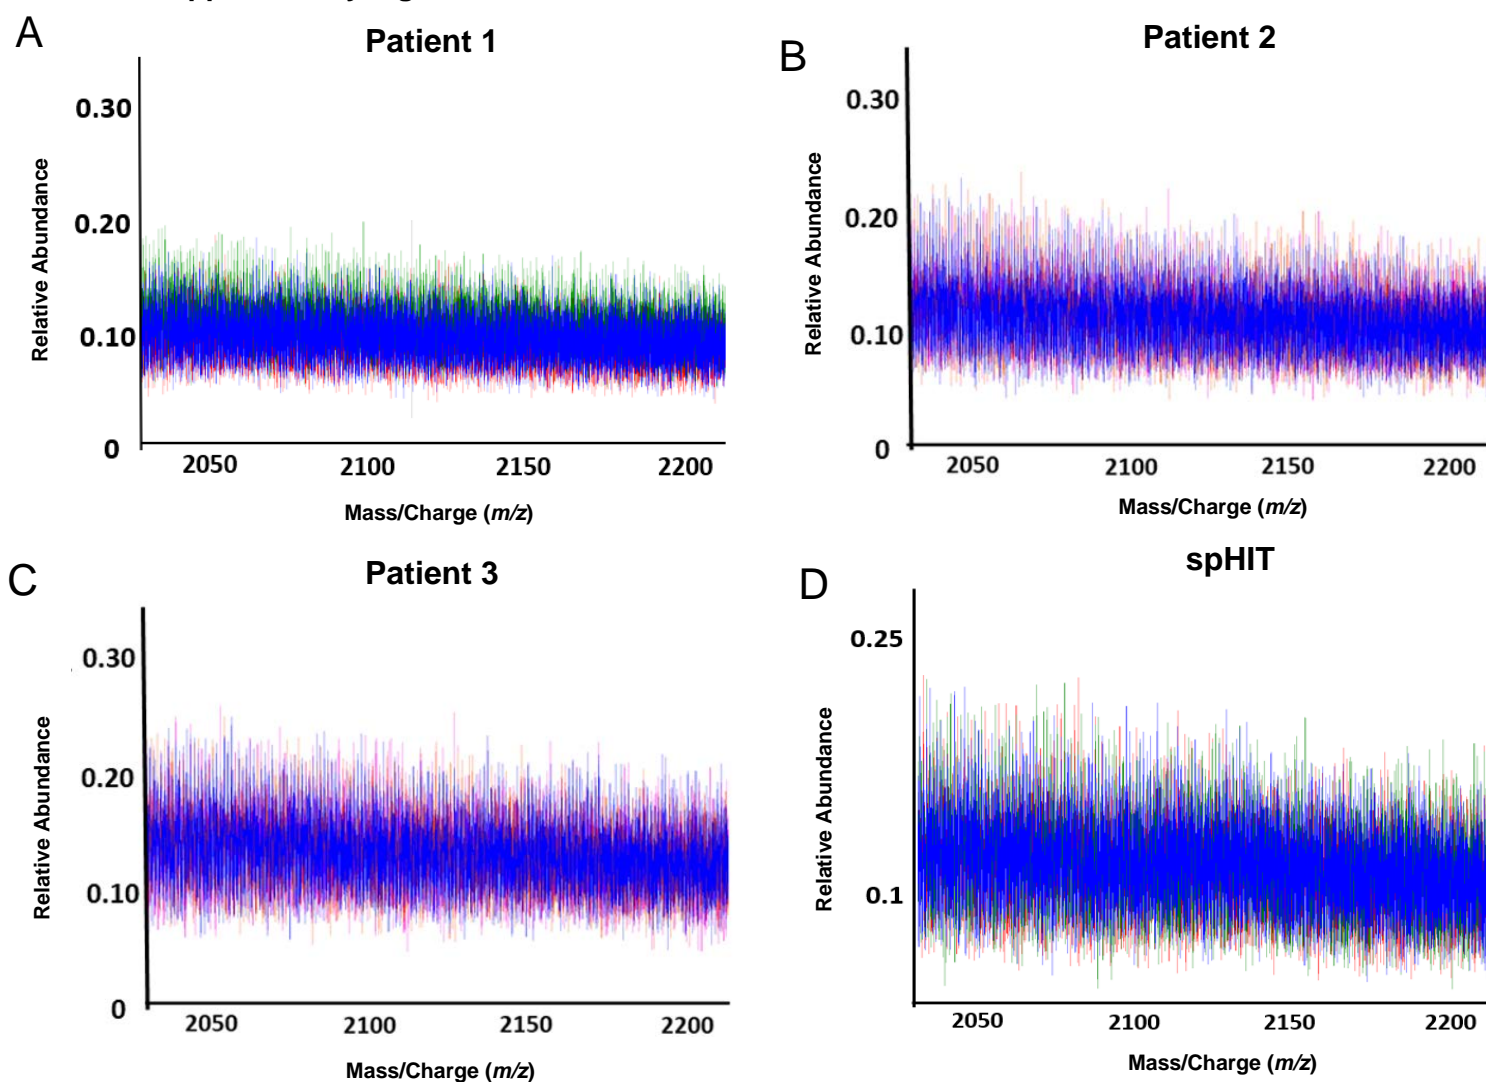 A
Patient 1
0.30
0.20
0.10
0
Relative Abundance
2050 2100 2150 2200
Mass/Charge (m/z)
B
Patient 2
0.30
0.20
0.10
0
Relative Abundance
2050 2100 2150 2200
Mass/Charge (m/z)
C
Patient 3
0.30
0.20
0.10
0
Relative Abundance
2050 2100 2150 2200
Mass/Charge (m/z)
D
spHIT
0.25
0.1
Relative Abundance
2050 2100 2150 2200
Mass/Charge (m/z)